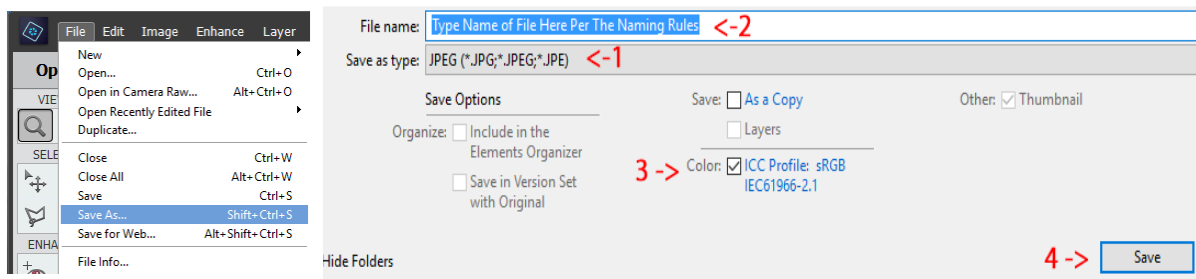 File Edit Image Enhance Layer
New
Open... Ctrl+O
Open in Camera Raw... Alt+Ctrl+O
Open Recently Edited File
Duplicate...
Close Ctrl+W
Close All Alt+Ctrl+W
Save Ctrl+S
Save As... Shift+Ctrl+S
Save for Web... Alt+Shift+Ctrl+S
File Info...
Op
VIE
SELE
ENHA
File name: Type Name of File Here Per The Naming Rules <-2
Save as type: JPEG (*.JPG;*.JPEG;*.JPE) <-1
Save Options
Organize: Include in the
Elements Organizer
Save in Version Set
with Original
Save: As a Copy
Layers
3 -> Color: ICC Profile: sRGB
IEC61966-2.1
Other: Thumbnail
Hide Folders
4 -> Save